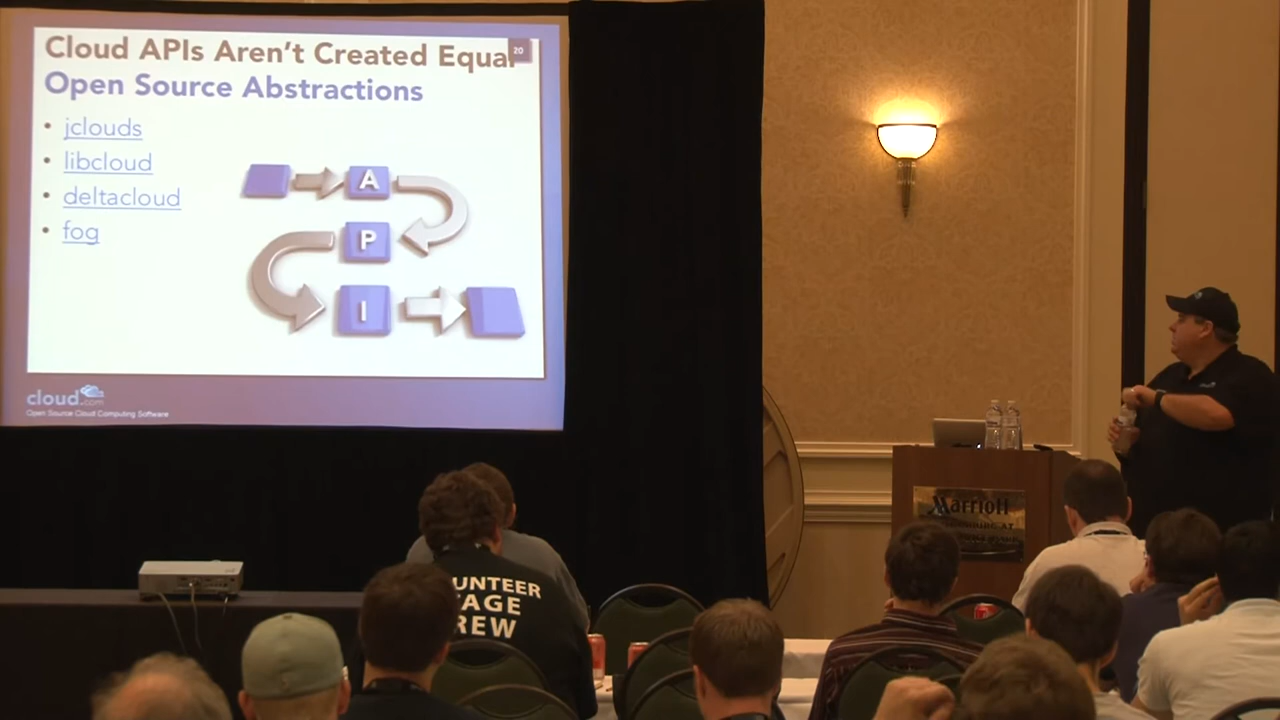 Cloud APIs Aren't Created Equal
20
Open Source Abstractions
• jclouds
• libcloud
• deltacloud
• fog
A
P
I
cloud.com
Open Source Cloud Computing Software
Marriott
UNTEER
AGE
REW